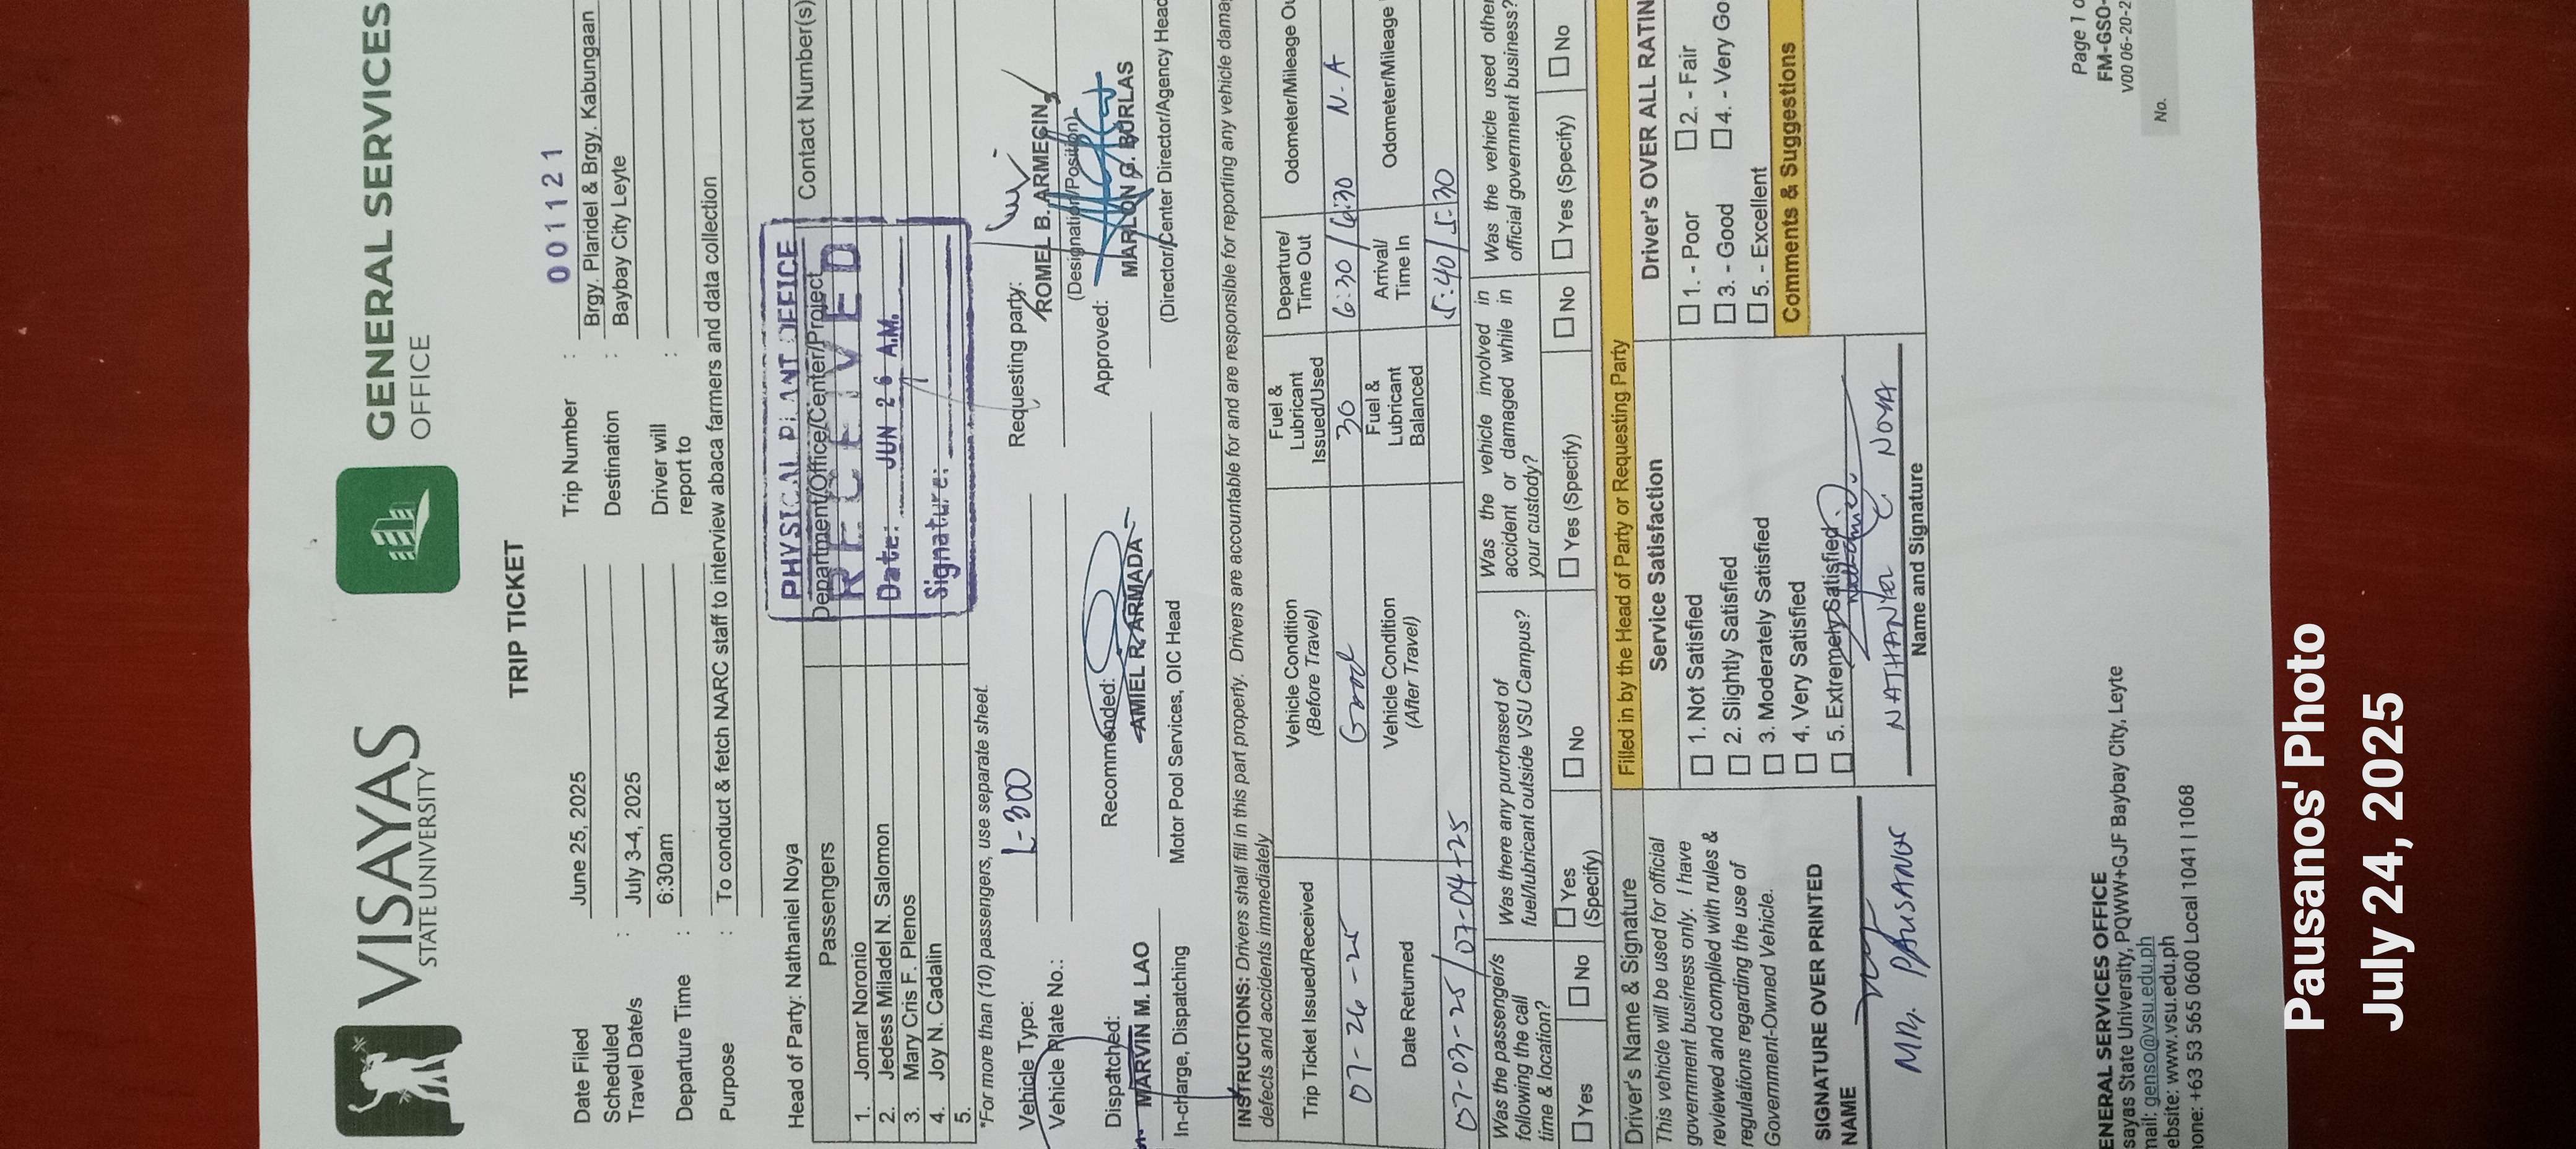 VISAYAS
STATE UNIVERSITY
GENERAL SERVICES
OFFICE
TRIP TICKET
001121
Date Filed June 25, 2025
Trip Number :
Scheduled Travel Date/s : July 3-4, 2025
Destination : Brgy. Plaridel & Brgy. Kabungaan
Baybay City Leyte
Departure Time : 6:30am
Driver will report to :
Purpose : To conduct & fetch NARC staff to interview abaca farmers and data collection
Head of Party: Nathaniel Noya
Passengers Department/Office/Center/Project Contact Number(s)
1. Jomar Noronio
2. Jedess Miladel N. Salomon
3. Mary Cris F. Plenos
4. Joy N. Cadalin
5.
PHYSICAL PLANT OFFICE
RECEIVED
Date: JUN 26 A.M.
Signature:
*For more than (10) passengers, use separate sheet.
Vehicle Type: L-300
Vehicle Plate No.:
Requesting party:
ROMEL B. ARMECIN
(Designation/Position)
Dispatched:
MARVIN M. LAO
In-charge, Dispatching
Recommended:
AMIEL R. ARMADA
Motor Pool Services, OIC Head
Approved:
MARLON G. BURLAS
(Director/Center Director/Agency Head
INSTRUCTIONS: Drivers shall fill in this part properly. Drivers are accountable for and are responsible for reporting any vehicle damag
defects and accidents immediately
Trip Ticket Issued/Received
Vehicle Condition
(Before Travel)
Fuel & Lubricant Issued/Used
Departure/ Time Out
Odometer/Mileage Ou
07-26-25 Good 30 6:30 / 6:30 N.A
Date Returned
Vehicle Condition
(After Travel)
Fuel & Lubricant Balanced
Arrival/ Time In
Odometer/Mileage
07-03-25/07-04-25 5:40/5:30
Was the passenger/s following the call time & location?
Yes No
Was there any purchased of fuel/lubricant outside VSU Campus?
Yes (Specify) No
Was the vehicle involved in accident or damaged while in your custody?
Yes (Specify) No
Was the vehicle used other official government business?
Yes (Specify) No
Driver's Name & Signature
This vehicle will be used for official
government business only. I have
reviewed and complied with rules &
regulations regarding the use of
Government-Owned Vehicle.
SIGNATURE OVER PRINTED
NAME
MR. PAUSANOS
Filled in by the Head of Party or Requesting Party
Service Satisfaction
1. Not Satisfied
2. Slightly Satisfied
3. Moderately Satisfied
4. Very Satisfied
5. Extremely Satisfied
NATHANIEL C NOYA
Name and Signature
Driver's OVER ALL RATIN
1. - Poor 2. - Fair
3. - Good 4. - Very Go
5. - Excellent
Comments & Suggestions
ENERAL SERVICES OFFICE
sayas State University, PQWW+GJF Baybay City, Leyte
nail: genso@vsu.edu.ph
ebsite: www.vsu.edu.ph
hone: +63 53 565 0600 Local 1041 | 1068
Page 1 o
FM-GSO-
V00 06-20-2
No.
Pausanos' Photo
July 24, 2025